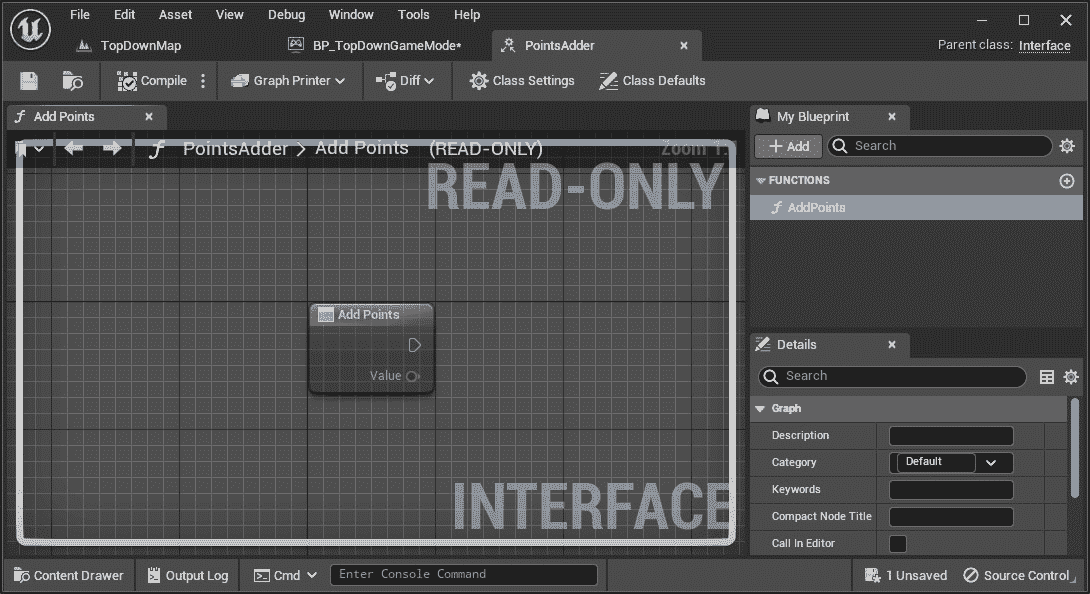 File Edit Asset View Debug Window Tools Help
TopDownMap BP_TopDownGameMode* PointsAdder Parent class: Interface
Compile Graph Printer Diff Class Settings Class Defaults
Add Points My Blueprint
PointsAdder > Add Points (READ-ONLY) Zoom 1:
Add Search
READ-ONLY
FUNCTIONS
AddPoints
Add Points
Value
Details
Search
Graph
Description
Category Default
Keywords
Compact Node Title
Call In Editor
INTERFACE
Content Drawer Output Log Cmd Enter Console Command 1 Unsaved Source Control